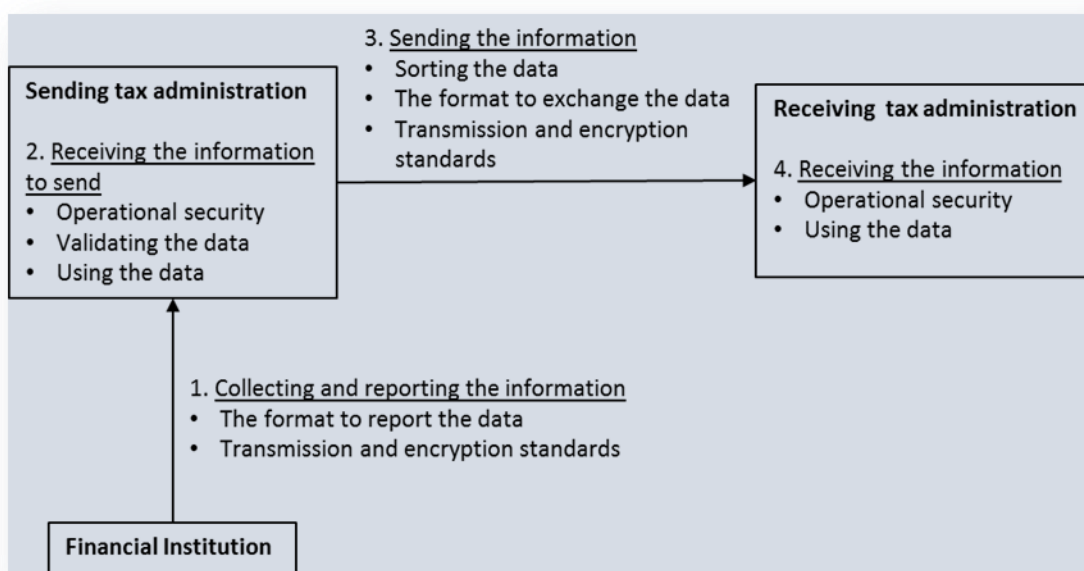 3. Sending the information
• Sorting the data
• The format to exchange the data
• Transmission and encryption
standards
Sending tax administration
2. Receiving the information
to send
• Operational security
• Validating the data
• Using the data
Receiving tax administration
4. Receiving the information
• Operational security
• Using the data
1. Collecting and reporting the information
• The format to report the data
• Transmission and encryption standards
Financial Institution